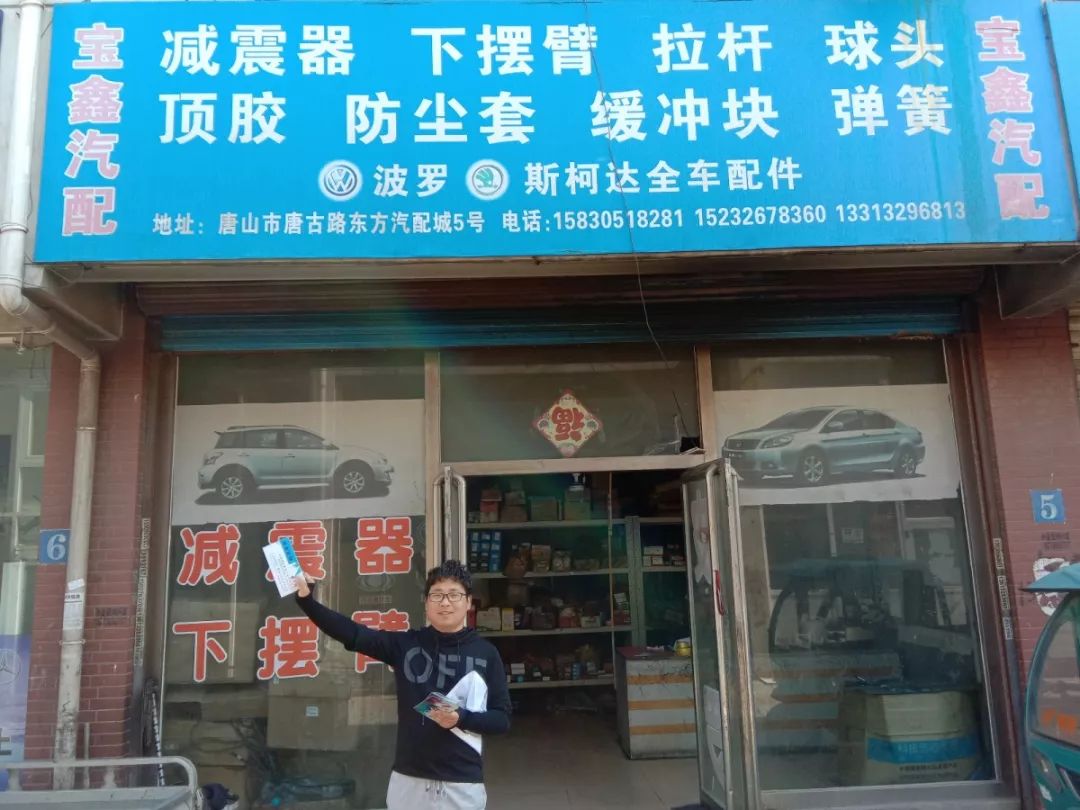 宝鑫汽配
减震器 下摆臂 拉杆 球头
顶胶 防尘套 缓冲块 弹簧
波罗 斯柯达全车配件
地址：唐山市唐古路东方汽配城5号 电话:15830518281 15232678360 13313296813
宝鑫汽配
福
减震器
下摆臂
6
5
OFF